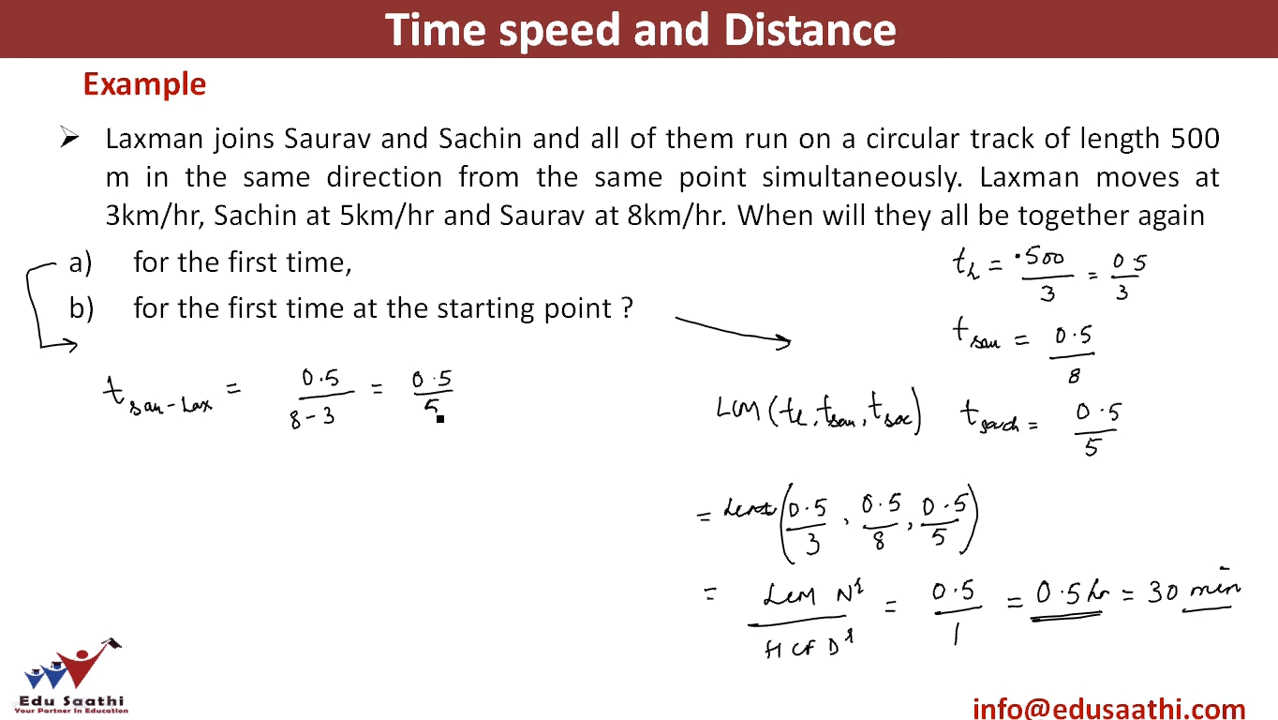 Time speed and Distance
Example
➢ Laxman joins Saurav and Sachin and all of them run on a circular track of length 500
m in the same direction from the same point simultaneously. Laxman moves at
3km/hr, Sachin at 5km/hr and Saurav at 8km/hr. When will they all be together again
a) for the first time,
b) for the first time at the starting point ?
t_sau-Lax = 0.5/(8-3) = 0.5/5
t_L = .500/3 = 0.5/3
t_sau = 0.5/8
t_sach = 0.5/5
LCM (t_L, t_sau, t_sac)
= (0.5/3, 0.5/8, 0.5/5)
= LCM N^r / HCF D^r = 0.5/1 = 0.5 hr = 30 min
Edu Saathi
Your Partner in Education
info@edusaathi.com